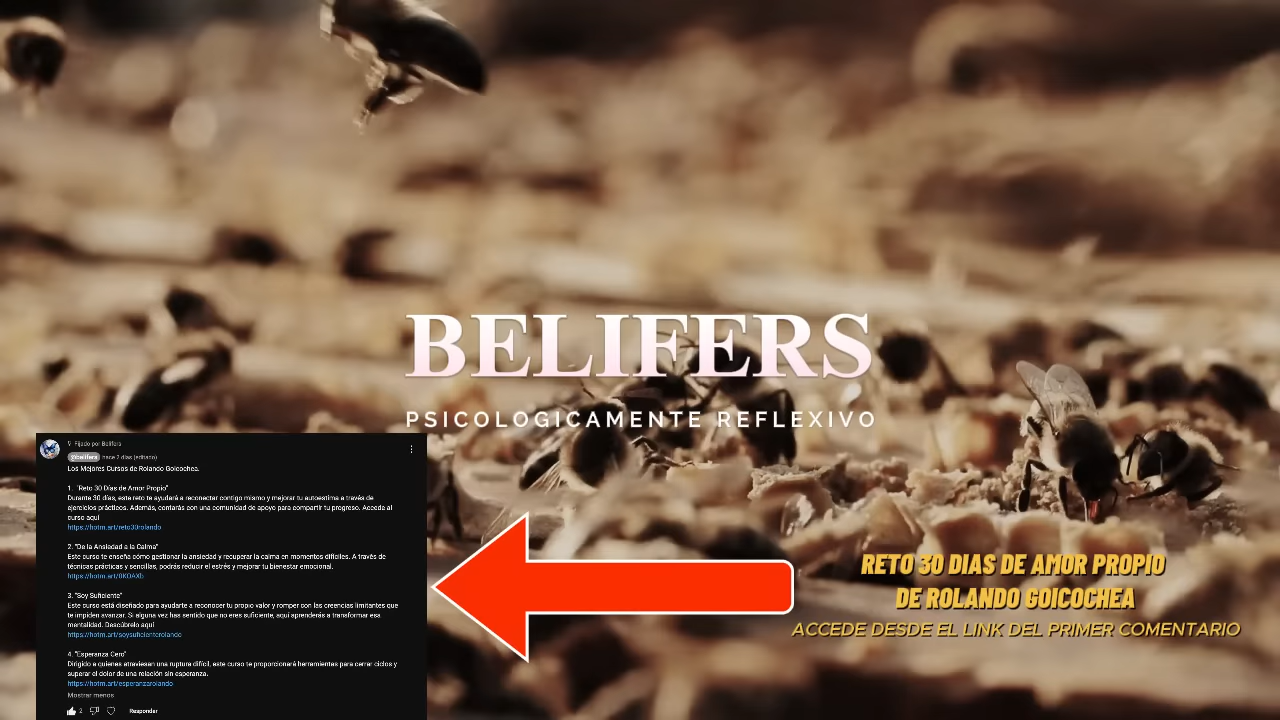 BELIFERS
PSICOLOGICAMENTE REFLEXIVO
Fijado por Belifers
@belifers hace 2 días (editado)
Los Mejores Cursos de Rolando Goicochea.
1. "Reto 30 Días de Amor Propio"
Durante 30 días, este reto te ayudará a reconectar contigo mismo y mejorar tu autoestima a través de
ejercicios prácticos. Además, contarás con una comunidad de apoyo para compartir tu progreso. Accede al
curso aquí
https://hotm.art/reto30rolando
2. "De la Ansiedad a la Calma"
Este curso te enseña cómo gestionar la ansiedad y recuperar la calma en momentos difíciles. A través de
técnicas prácticas y sencillas, podrás reducir el estrés y mejorar tu bienestar emocional.
https://hotm.art/0KOAXb
3. "Soy Suficiente"
Este curso está diseñado para ayudarte a reconocer tu propio valor y romper con las creencias limitantes que
te impiden avanzar. Si alguna vez has sentido que no eres suficiente, aquí aprenderás a transformar esa
mentalidad. Descúbrelo aquí
https://hotm.art/soysuficienterolando
4. "Esperanza Cero"
Dirigido a quienes atraviesan una ruptura difícil, este curso te proporcionará herramientas para cerrar ciclos y
superar el dolor de una relación sin esperanza.
https://hotm.art/esperanzarolando
Mostrar menos
2 Responder
RETO 30 DIAS DE AMOR PROPIO
DE ROLANDO GOICOCHEA
ACCEDE DESDE EL LINK DEL PRIMER COMENTARIO